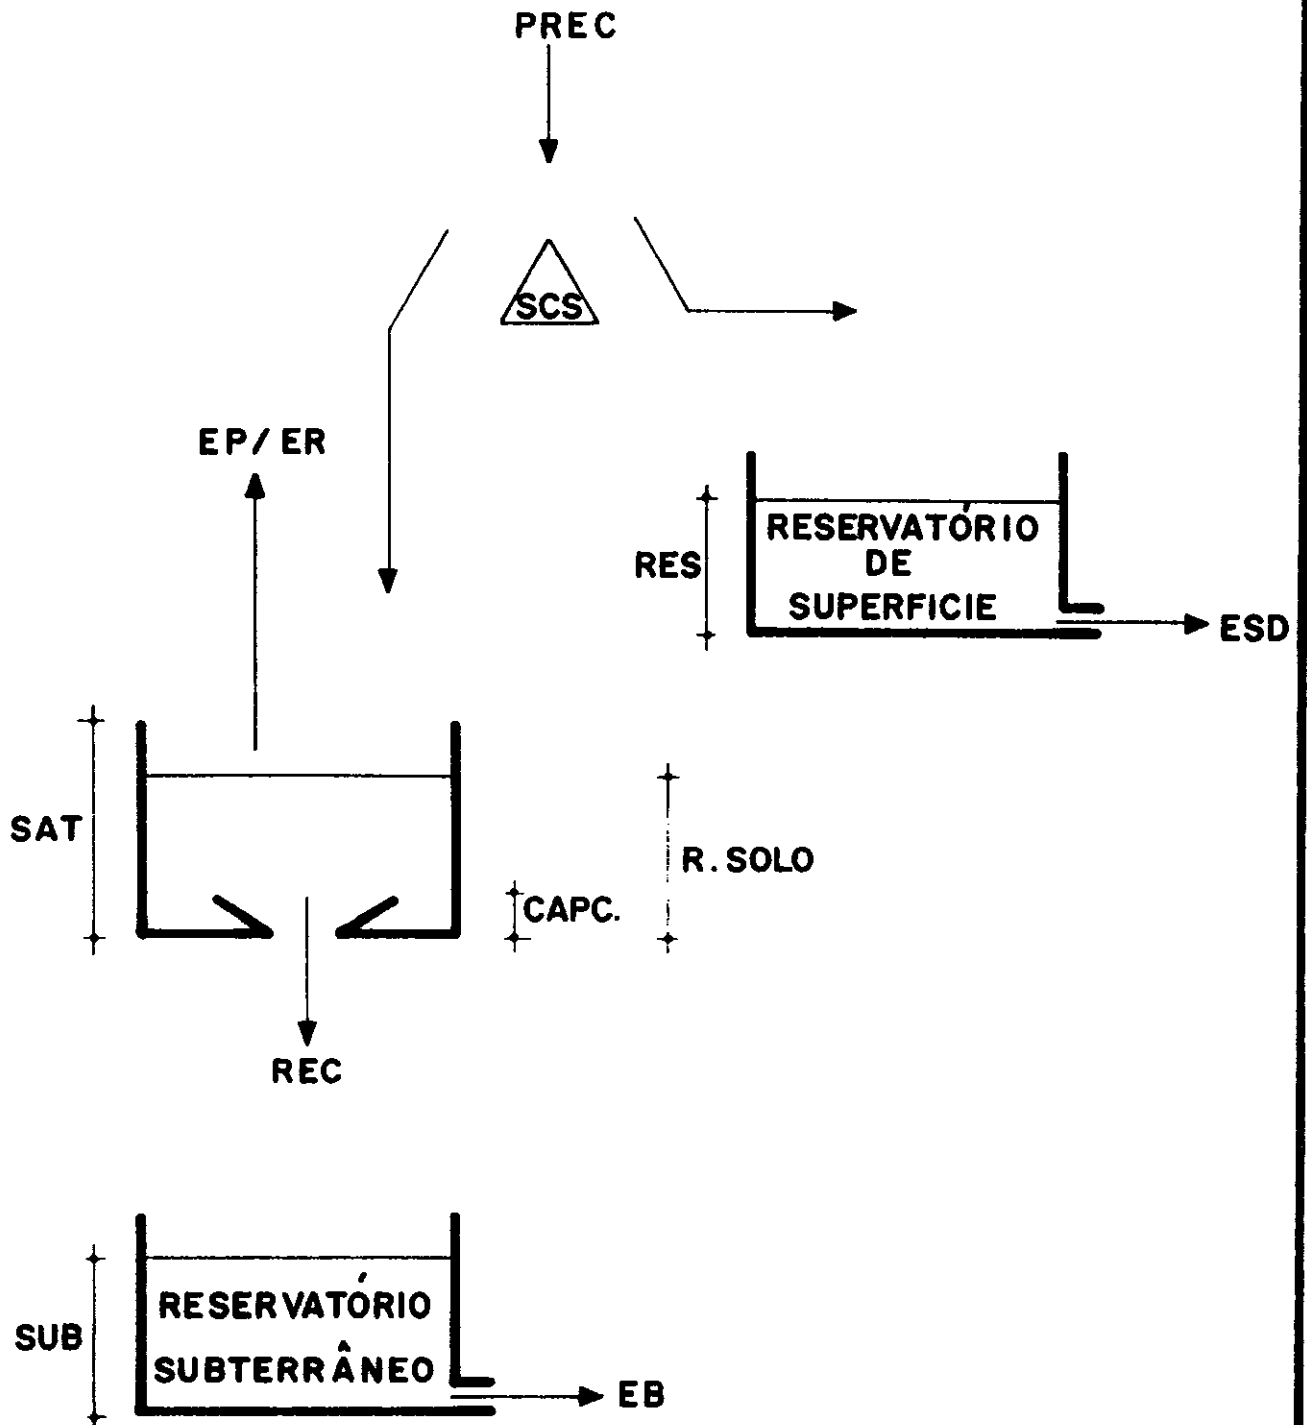 PREC
SCS
EP/ER
RESERVATÓRIO
DE
SUPERFICIE
RES
ESD
SAT
R.SOLO
CAPC.
REC
RESERVATÓRIO
SUBTERRÂNEO
SUB
EB